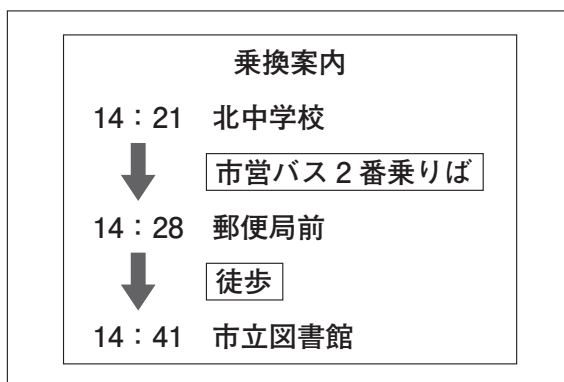 乗換案内
14：21 北中学校
市営バス2番乗りば
14：28 郵便局前
徒歩
14：41 市立図書館